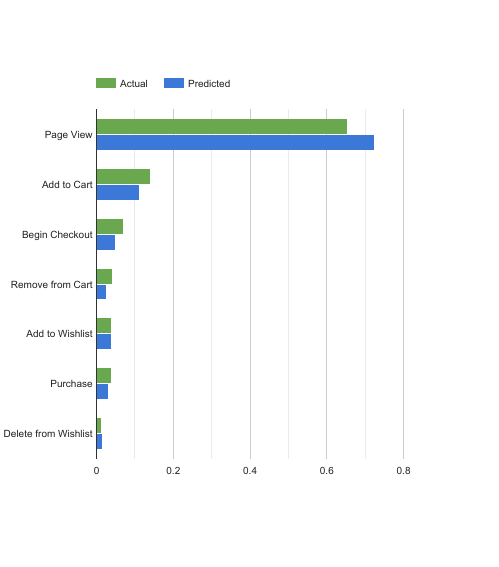 Actual Predicted
Page View
Add to Cart
Begin Checkout
Remove from Cart
Add to Wishlist
Purchase
Delete from Wishlist
0 0.2 0.4 0.6 0.8